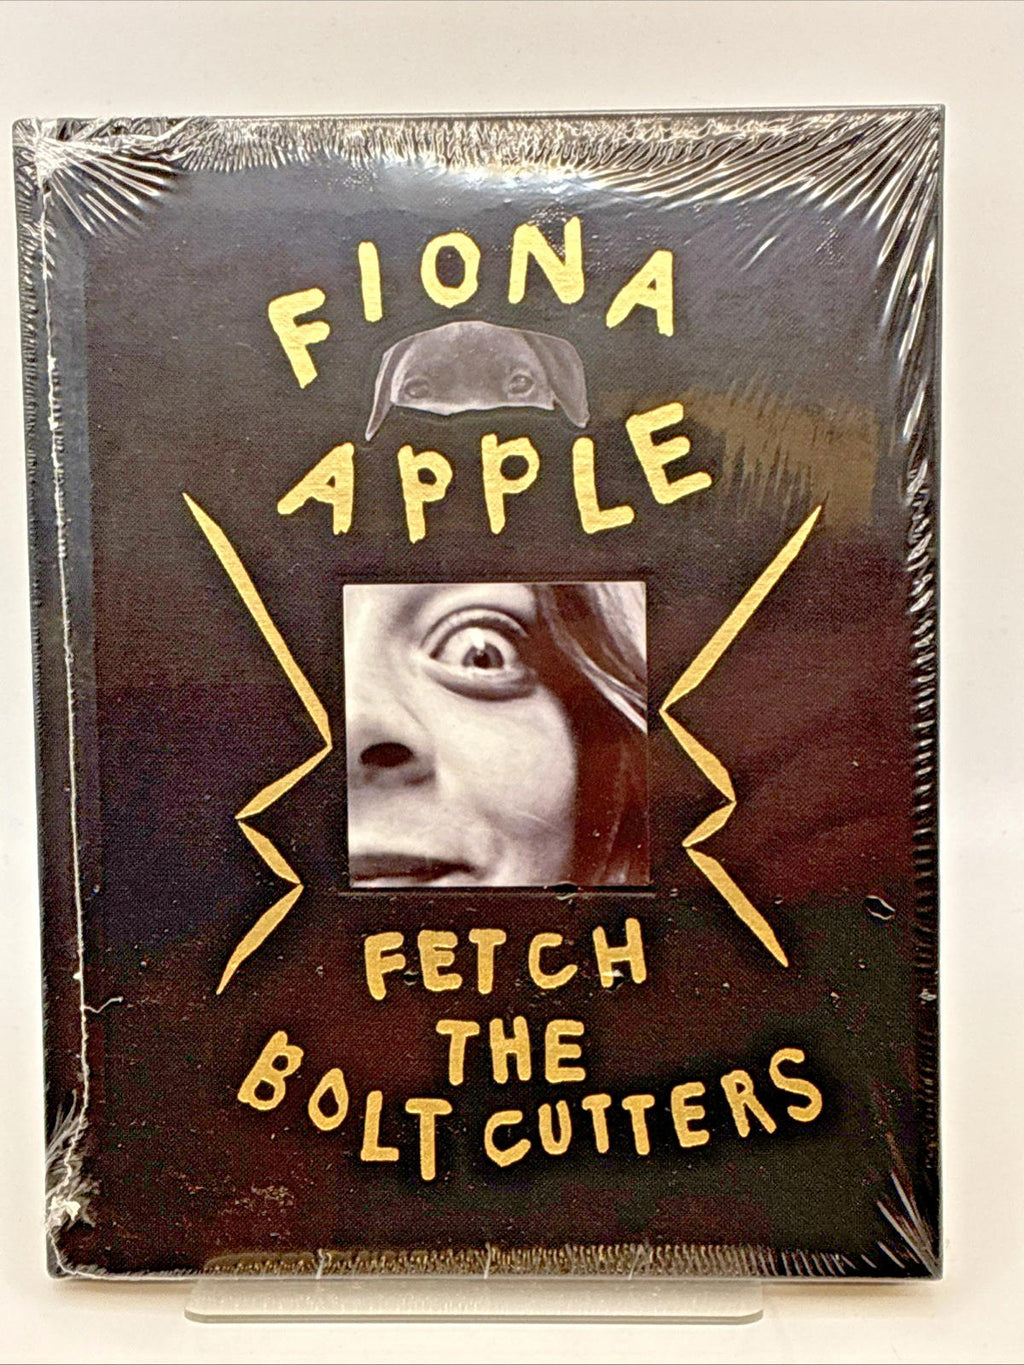 FIONA
APPLE
FETCH
THE
BOLT CUTTERS